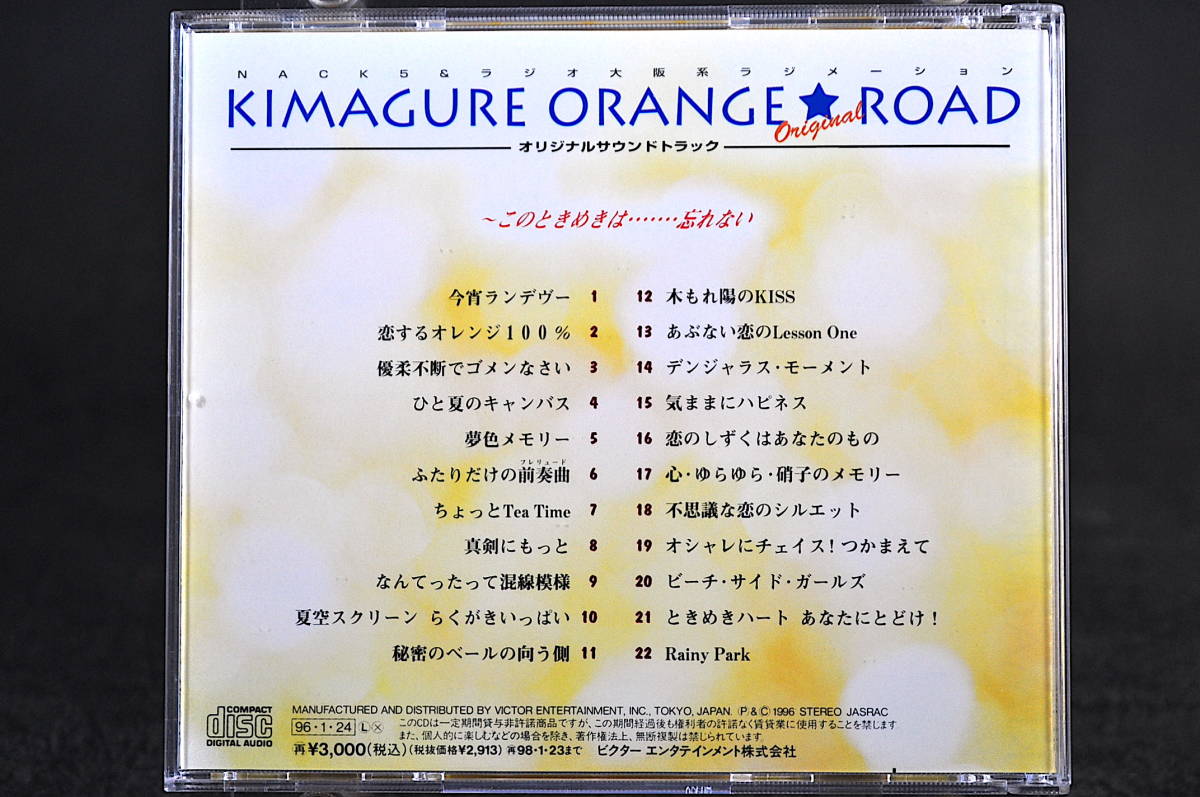 NACK5&ラジオ大阪系ラジメーション
KIMAGURE ORANGE★ROAD
Original
オリジナルサウンドトラック
~このときめきは‥‥‥‥忘れない
今宵ランデヴー 1
恋するオレンジ100% 2
優柔不断でゴメンなさい 3
ひと夏のキャンバス 4
夢色メモリー 5
プレリュード
ふたりだけの前奏曲 6
ちょっとTea Time 7
真剣にもっと 8
なんてったって混線模様 9
夏空スクリーン らくがきいっぱい 10
秘密のベールの向う側 11
12 木もれ陽のKISS
13 あぶない恋のLesson One
14 デンジャラス・モーメント
15 気ままにハピネス
16 恋のしずくはあなたのもの
17 心・ゆらゆら・硝子のメモリー
18 不思議な恋のシルエット
19 オシャレにチェイス!つかまえて
20 ビーチ・サイド・ガールズ
21 ときめきハート あなたにとどけ!
22 Rainy Park
COMPACT
disc
DIGITAL AUDIO
MANUFACTURED AND DISTRIBUTED BY VICTOR ENTERTAINMENT, INC., TOKYO, JAPAN. Ⓟ&Ⓒ1996 STEREO JASRAC
96・1・24 Ⓛ Ⓧ このCDは一定期間貸与非許諾商品ですが、この期間経過後も権利者の許諾なく賃貸業に使用することを禁じます
また、個人的に楽しむなどの場合を除き、著作権法上、無断複製は禁じられています。
再¥3,000(税込)(税抜価格¥2,913) 再98・1・23まで ビクター エンタテインメント株式会社